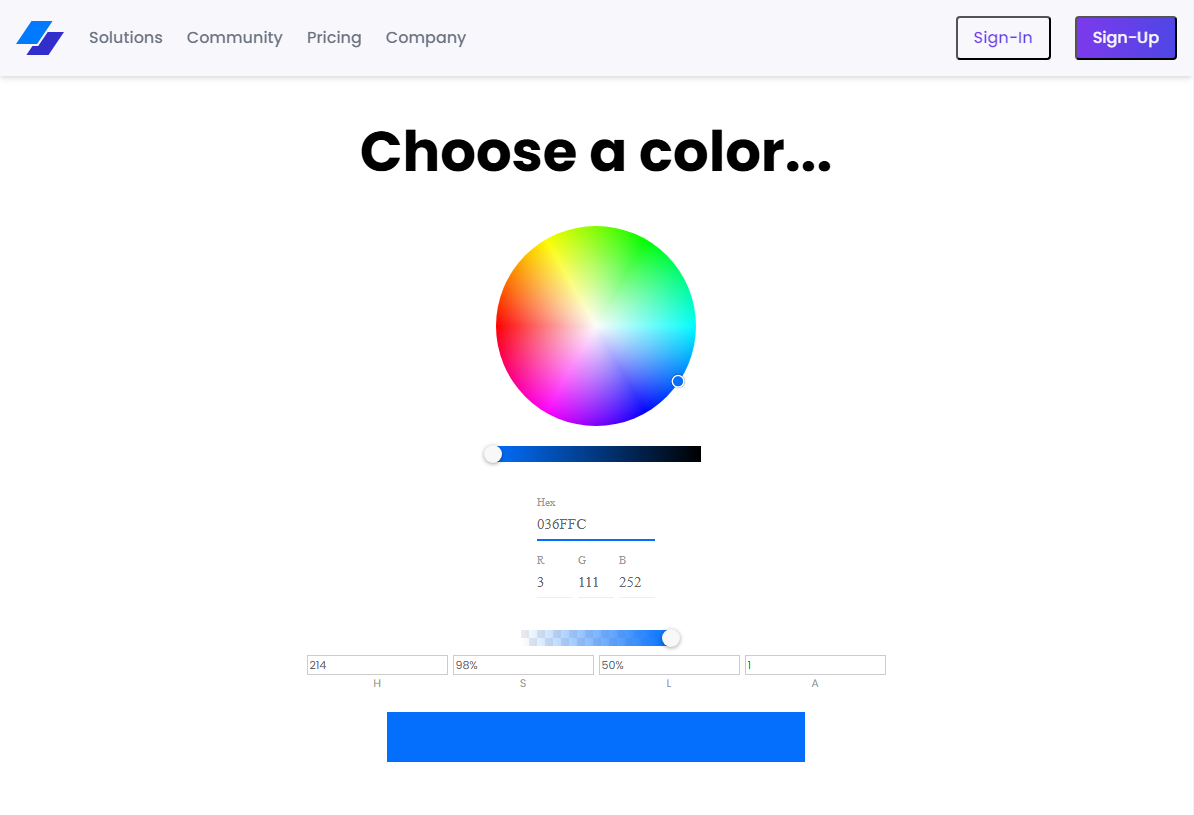 Solutions Community Pricing Company Sign-In Sign-Up
Choose a color...
Hex
036FFC
R G B
3 111 252
214 98% 50% 1
H S L A